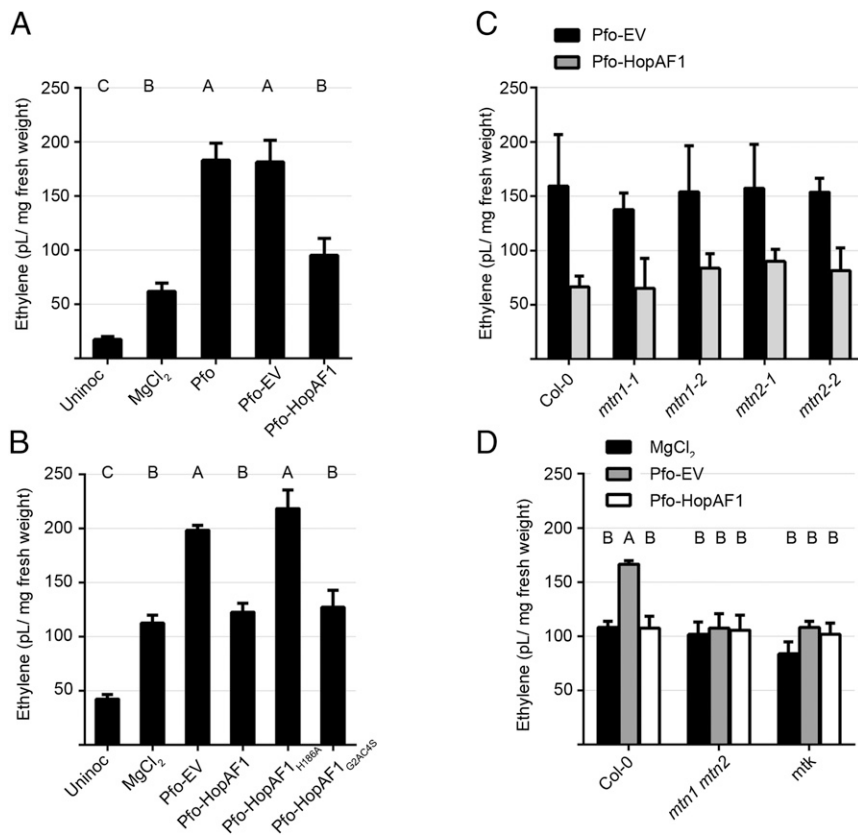 A
C B A A B
250
200
150
100
50
Ethylene (pL/ mg fresh weight)
Uninoc
MgCl₂
Pfo
Pfo-EV
Pfo-HopAF1
B
C B A B A B
250
200
150
100
50
Ethylene (pL/ mg fresh weight)
Uninoc
MgCl₂
Pfo-EV
Pfo-HopAF1
Pfo-HopAF1H186A
Pfo-HopAF1G2AC4S
C
Pfo-EV
Pfo-HopAF1
250
200
150
100
50
Ethylene (pL/ mg fresh weight)
Col-0
mtn1-1
mtn1-2
mtn2-1
mtn2-2
D
MgCl₂
Pfo-EV
Pfo-HopAF1
250
200
150
100
50
Ethylene (pL/ mg fresh weight)
B A B B B B B B B
Col-0
mtn1 mtn2
mtk